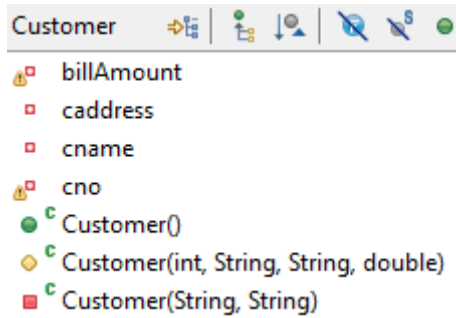 Customer
S
billAmount
caddress
cname
cno
C Customer()
C Customer(int, String, String, double)
C Customer(String, String)